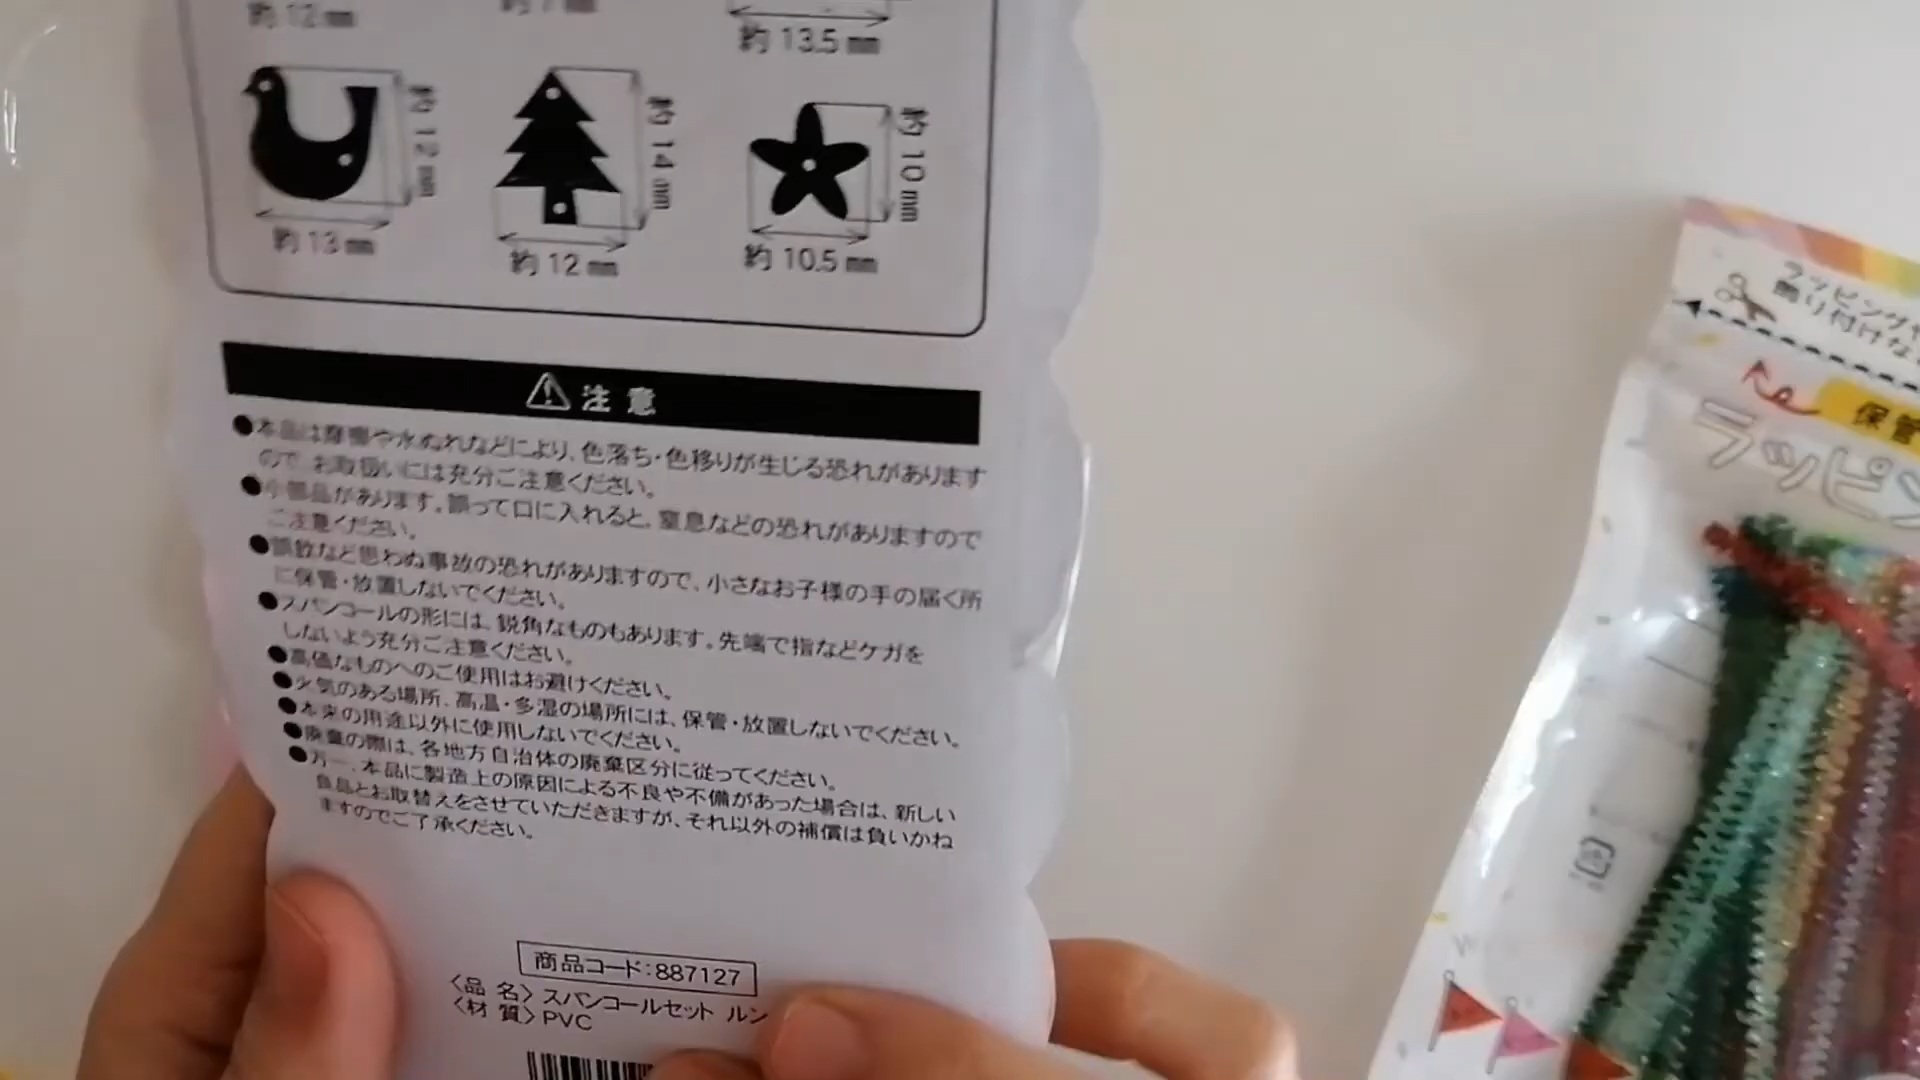 約12㎜
約7㎜
約13.5㎜
約12㎜
約14㎜
約10㎜
約13㎜
約12㎜
約10.5㎜
注意
●本品は摩擦や水ぬれなどにより、色落ち・色移りが生じる恐れがあります
ので、お取扱いには充分ご注意ください。
●小部品があります。誤って口に入れると、窒息などの恐れがありますので
ご注意ください。
●誤飲など思わぬ事故の恐れがありますので、小さなお子様の手の届く所
に保管・放置しないでください。
●スパンコールの形には、鋭角なものもあります。先端で指などケガを
しないよう充分ご注意ください。
●高価なものへのご使用はお避けください。
●火気のある場所、高温・多湿の場所には、保管・放置しないでください。
●本来の用途以外に使用しないでください。
●廃棄の際は、各地方自治体の廃棄区分に従ってください。
●万一、本品に製造上の原因による不良や不備があった場合は、新しい
良品とお取替えをさせていただきますが、それ以外の補償は負いかね
ますのでご了承ください。
商品コード:887127
〈品 名〉スパンコールセット ルン
〈材 質〉PVC
ラッピングや
飾り付けな
保管
ラッピン